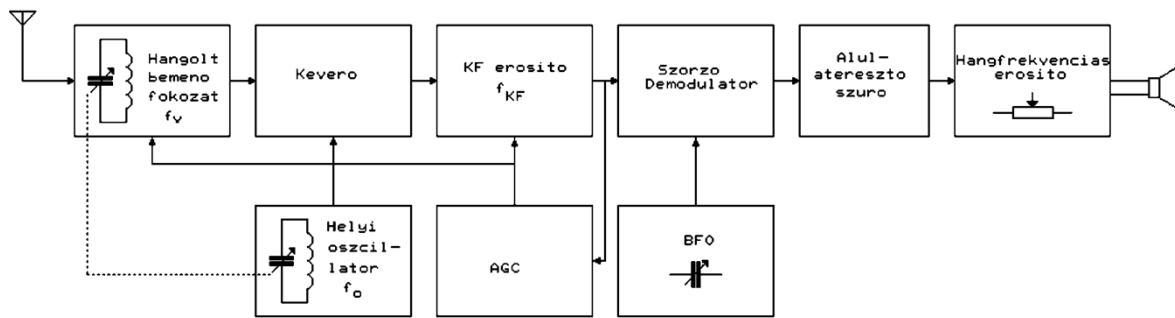 Hangolt
bemeno
fokozat
fv
Kevero
KF erosito
fKF
Szorzo
Demodulator
Alul-
atereszto
szuro
Hangfrekvencias
erosito
Helyi
oszcil-
lator
fo
AGC
BFO